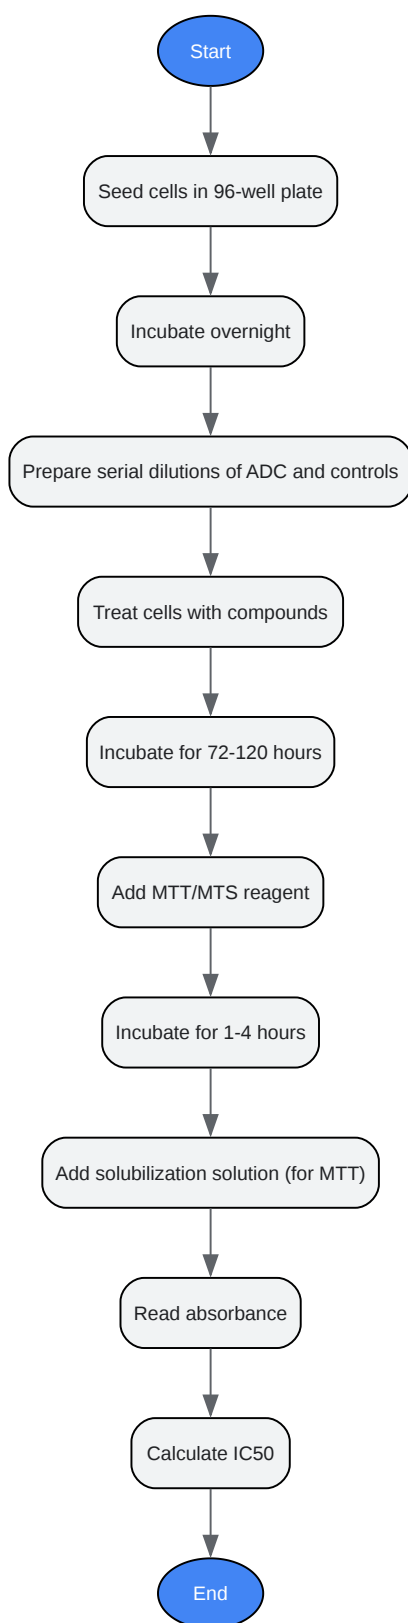 Start
Seed cells in 96-well plate
Incubate overnight
Prepare serial dilutions of ADC and controls
Treat cells with compounds
Incubate for 72-120 hours
Add MTT/MTS reagent
Incubate for 1-4 hours
Add solubilization solution (for MTT)
Read absorbance
Calculate IC50
End